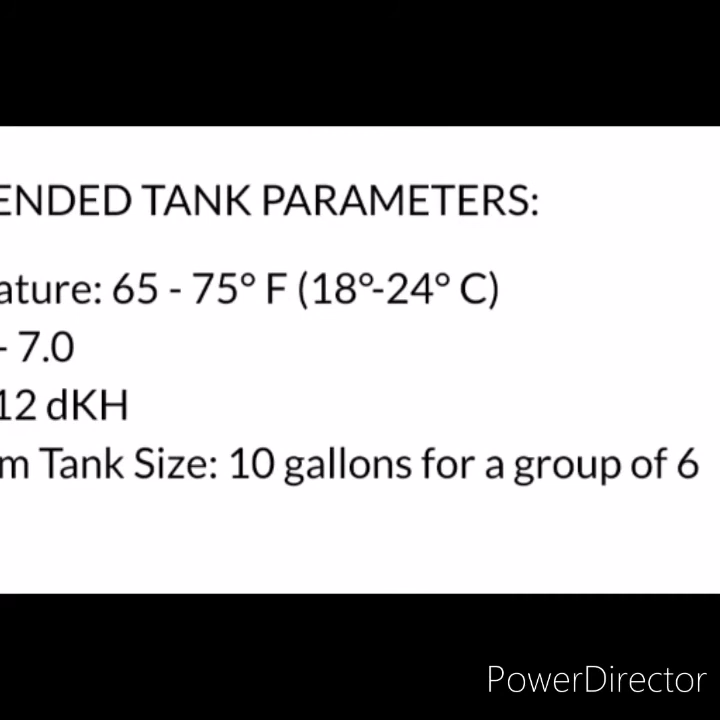 ENDED TANK PARAMETERS:
ature: 65 - 75° F (18°-24° C)
- 7.0
12 dKH
m Tank Size: 10 gallons for a group of 6
PowerDirector